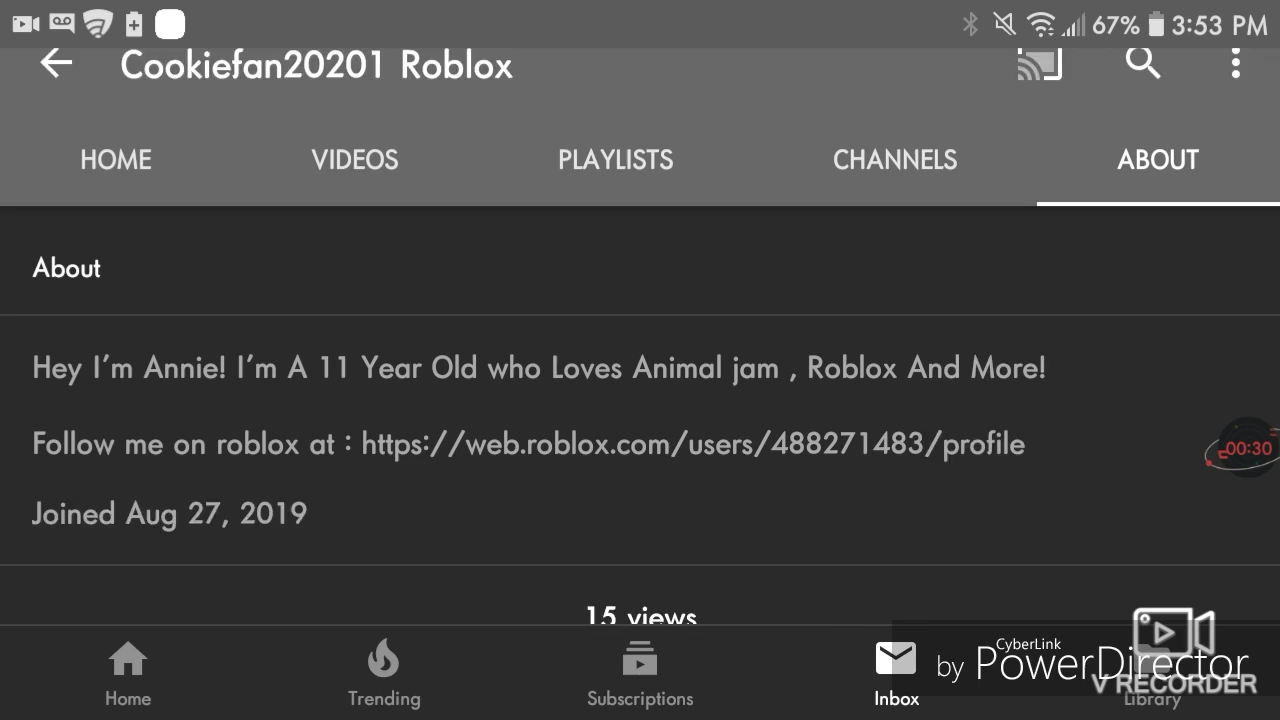 67% 3:53 PM
Cookiefan20201 Roblox
HOME VIDEOS PLAYLISTS CHANNELS ABOUT
About
Hey I'm Annie! I'm A 11 Year Old who Loves Animal jam , Roblox And More!
Follow me on roblox at : https://web.roblox.com/users/488271483/profile
00:30
Joined Aug 27, 2019
15 views
CyberLink
by PowerDirector
V RECORDER
Home Trending Subscriptions Inbox Library